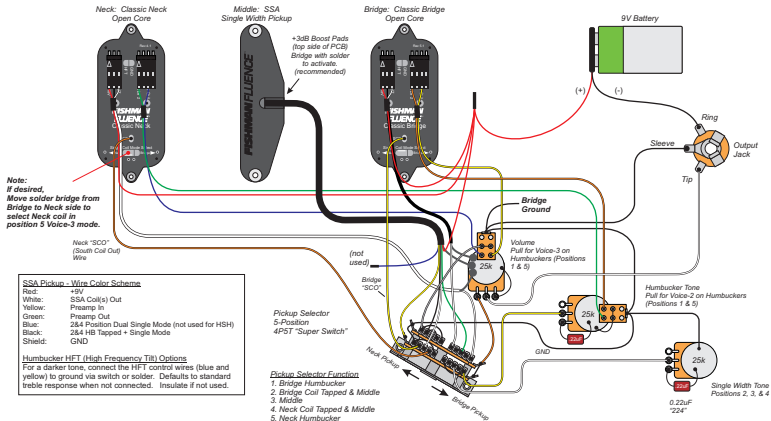 Neck: Classic Neck
Open Core
Middle: SSA
Single Width Pickup
Bridge: Classic Bridge
Open Core
9V Battery
+3dB Boost Pads
(top side of PCB)
Bridge with solder
to activate.
(recommended)
(+)
(-)
Ring
Sleeve
Output
Jack
Tip
FISHMAN FLUENCE
FLUENCE
Classic Neck
FLUENCE
Classic Bridge
Note:
If desired,
Move solder bridge from
Bridge to Neck side to
select Neck coil in
position 5 Voice-3 mode.
Neck "SCO"
(South Coil Out)
Wire
Bridge
Ground
(not
used)
Volume
Pull for Voice-3 on
Humbuckers (Positions
1 & 5)
25k
Bridge
"SCO"
Humbucker Tone
Pull for Voice-2 on Humbuckers
(Positions 1 & 5)
25k
.22uF
GND
25k
.22uF
0.22uF
"224"
Single Width Tone
Positions 2, 3, & 4
Pickup Selector
5-Position
4P5T "Super Switch"
Neck Pickup
Bridge Pickup
SSA Pickup - Wire Color Scheme
Red: +9V
White: SSA Coil(s) Out
Yellow: Preamp In
Green: Preamp Out
Blue: 2&4 Position Dual Single Mode (not used for HSH)
Black: 2&4 HB Tapped + Single Mode
Shield: GND
Humbucker HFT (High Frequency Tilt) Options
For a darker tone, connect the HFT control wires (blue and
yellow) to ground via switch or solder. Defaults to standard
treble response when not connected. Insulate if not used.
Pickup Selector Function
1. Bridge Humbucker
2. Bridge Coil Tapped & Middle
3. Middle
4. Neck Coil Tapped & Middle
5. Neck Humbucker